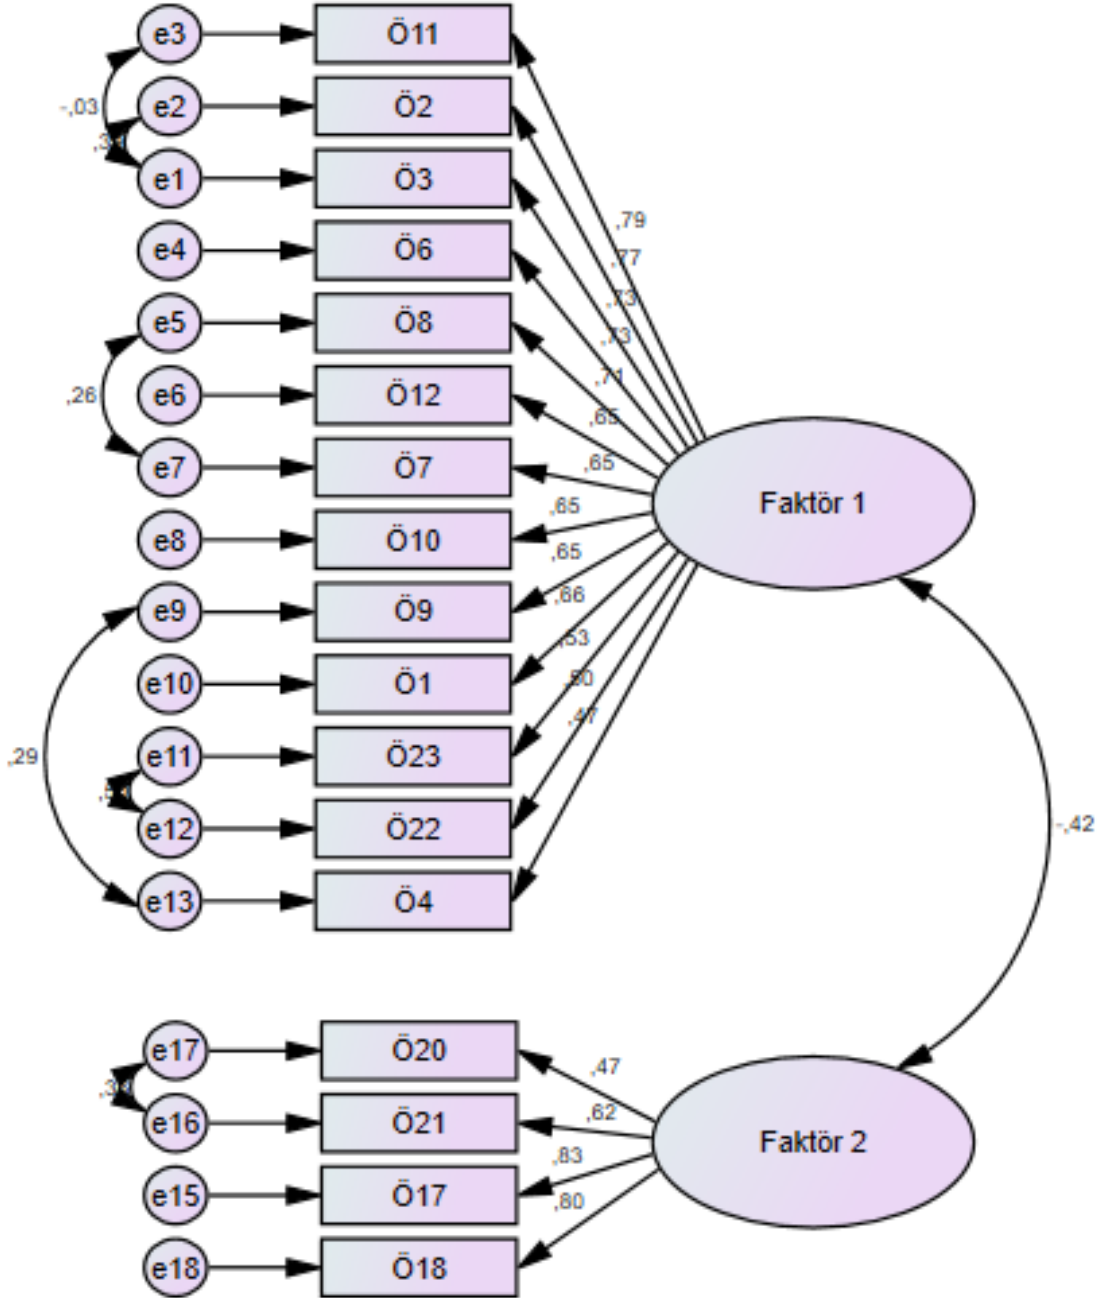 e3 Ö11
-,03 e2 Ö2
e1 Ö3
,79
e4 Ö6
,77
,73
e5 Ö8
,73
,71
,26 e6 Ö12
,65
e7 Ö7 ,65
Faktör 1
,65
e8 Ö10
,65
e9 Ö9 ,66
,53
e10 Ö1 ,50
,47
,29 e11 Ö23
e12 Ö22 -,42
e13 Ö4
e17 Ö20 ,47
,62
e16 Ö21
Faktör 2
,83
e15 Ö17 ,80
e18 Ö18